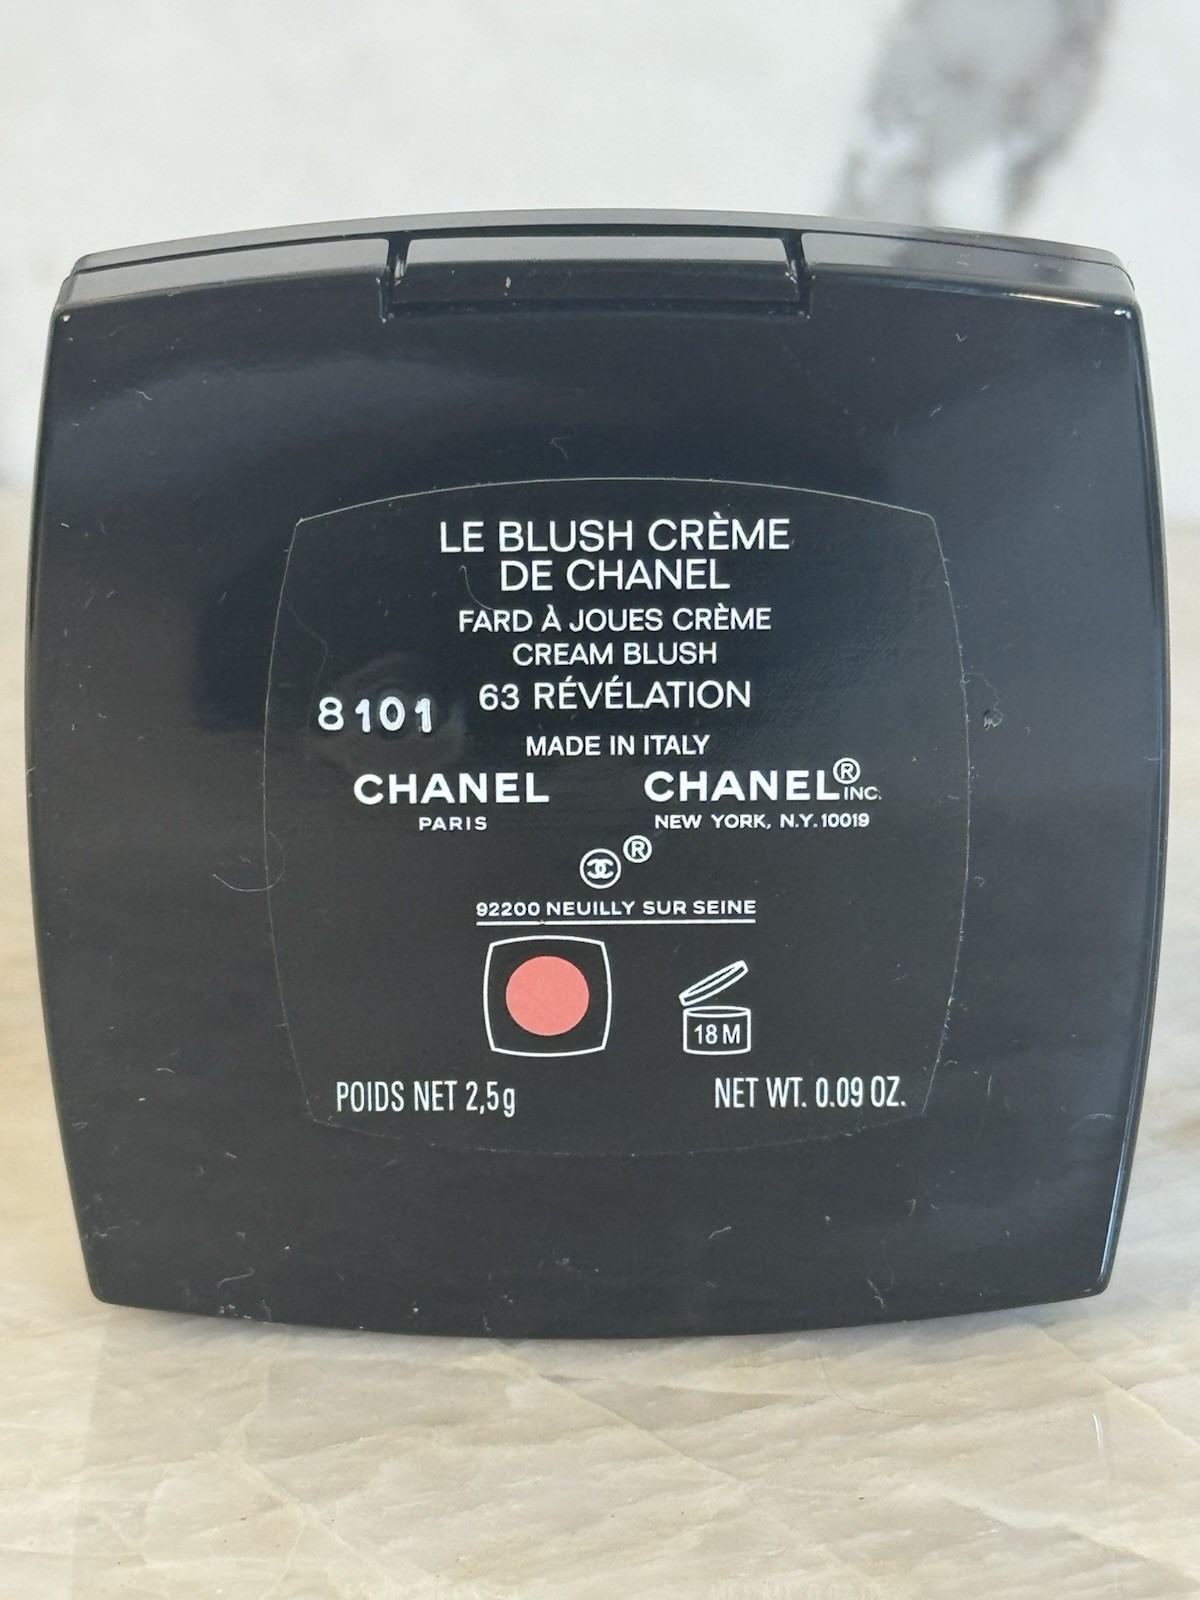 LE BLUSH CRÈME
DE CHANEL
FARD À JOUES CRÈME
CREAM BLUSH
63 RÉVÉLATION
8101
MADE IN ITALY
CHANEL
PARIS
CHANEL® INC.
NEW YORK, N.Y. 10019
®
92200 NEUILLY SUR SEINE
18 M
POIDS NET 2,5g
NET WT. 0.09 OZ.